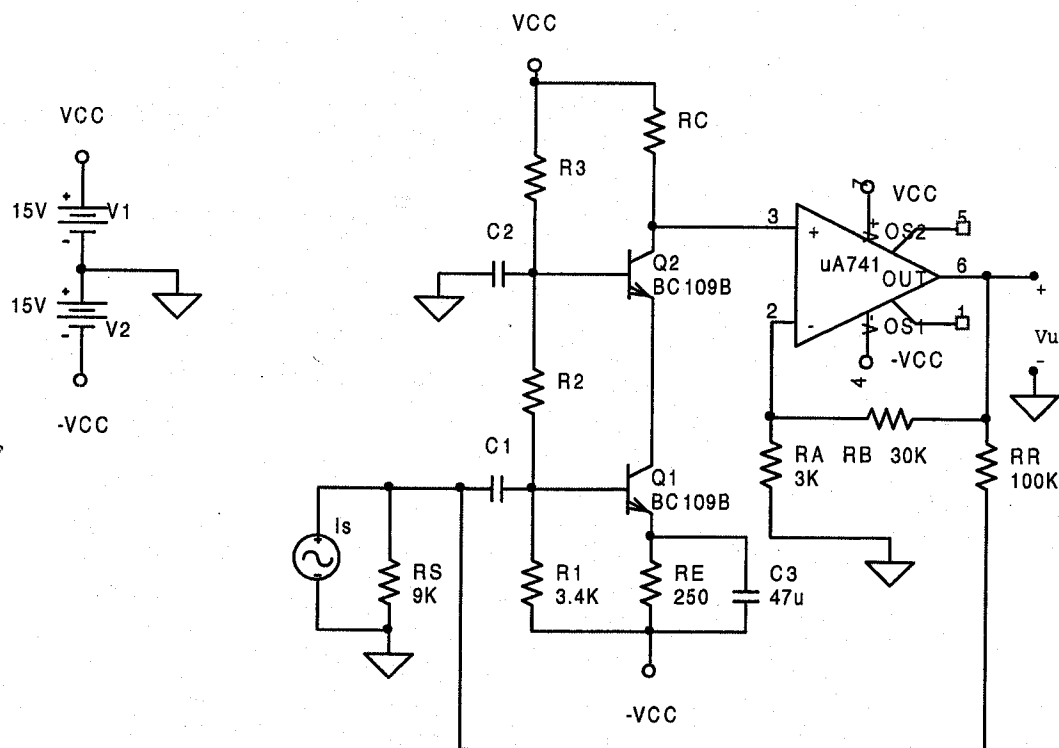 VCC
VCC
15V V1
15V V2
-VCC
R3
RC
C2
Q2
BC109B
R2
C1
Q1
BC109B
Is
RS
9K
R1
3.4K
RE
250
C3
47u
-VCC
7
VCC
3
+
V+
OS2
5
uA741
OUT
6
2
-
V-
OS1
1
-VCC
4
+
Vu
-
RA
3K
RB 30K
RR
100K